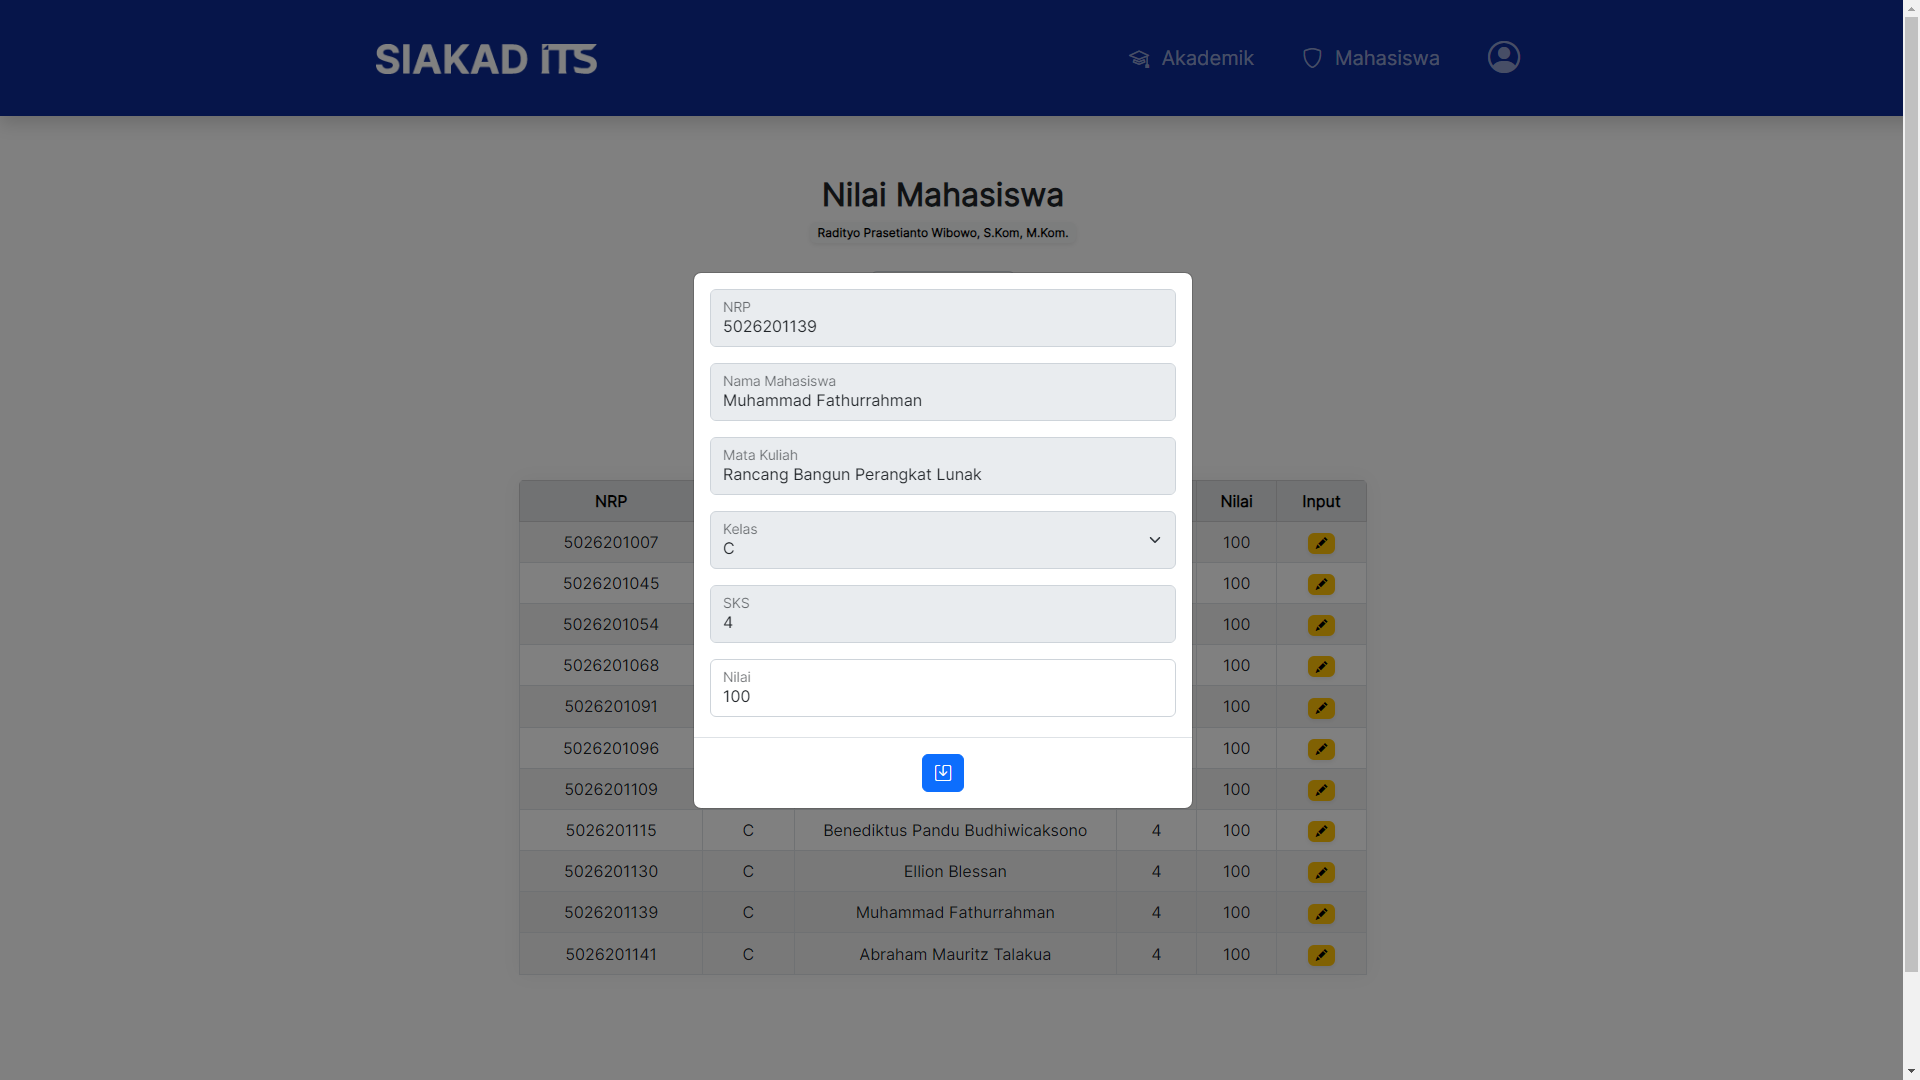 SIAKAD ITS
Akademik
Mahasiswa
Nilai Mahasiswa
Radityo Prasetianto Wibowo, S.Kom, M.Kom.
NRP
5026201139
Nama Mahasiswa
Muhammad Fathurrahman
Mata Kuliah
Rancang Bangun Perangkat Lunak
Kelas
C
SKS
4
Nilai
100
NRP Nilai Input
5026201007 100
5026201045 100
5026201054 100
5026201068 100
5026201091 100
5026201096 100
5026201109 100
5026201115 C Benediktus Pandu Budhiwicaksono 4 100
5026201130 C Ellion Blessan 4 100
5026201139 C Muhammad Fathurrahman 4 100
5026201141 C Abraham Mauritz Talakua 4 100